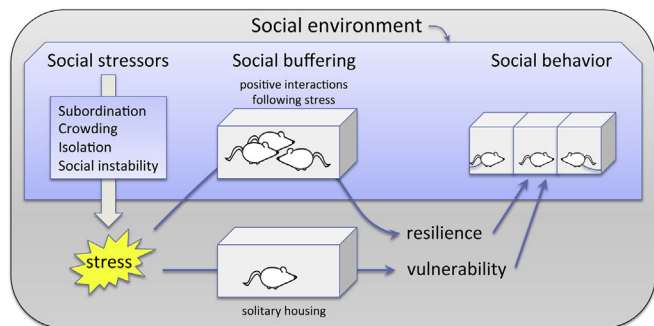 Social environment
Social stressors
Social buffering
Social behavior
positive interactions
following stress
Subordination
Crowding
Isolation
Social instability
stress
resilience
vulnerability
solitary housing